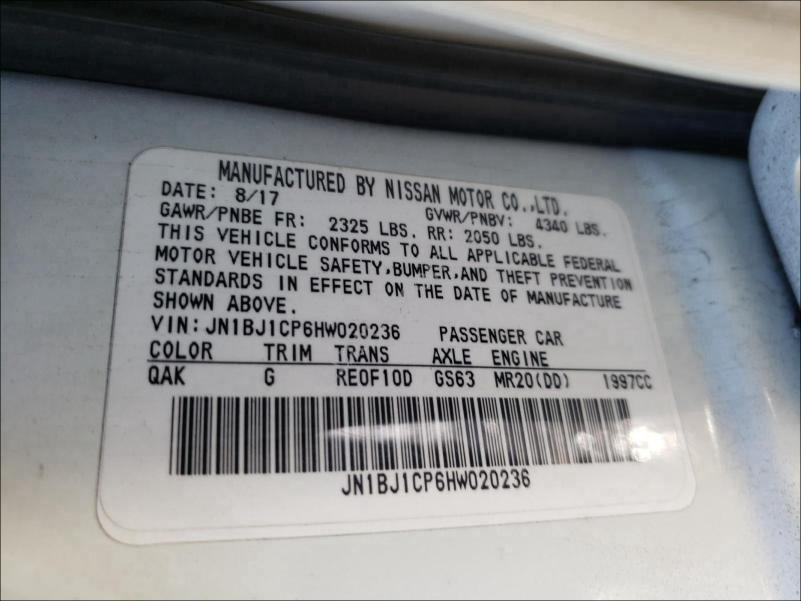 MANUFACTURED BY NISSAN MOTOR CO.,LTD.
DATE: 8/17 GVWR/PNBV: 4340 LBS.
GAWR/PNBE FR: 2325 LBS. RR: 2050 LBS.
THIS VEHICLE CONFORMS TO ALL APPLICABLE FEDERAL
MOTOR VEHICLE SAFETY,BUMPER,AND THEFT PREVENTION
STANDARDS IN EFFECT ON THE DATE OF MANUFACTURE
SHOWN ABOVE.
VIN: JN1BJ1CP6HW020236 PASSENGER CAR
COLOR TRIM TRANS AXLE ENGINE
QAK G RE0F10D GS63 MR20(DD) 1997CC
JN1BJ1CP6HW020236